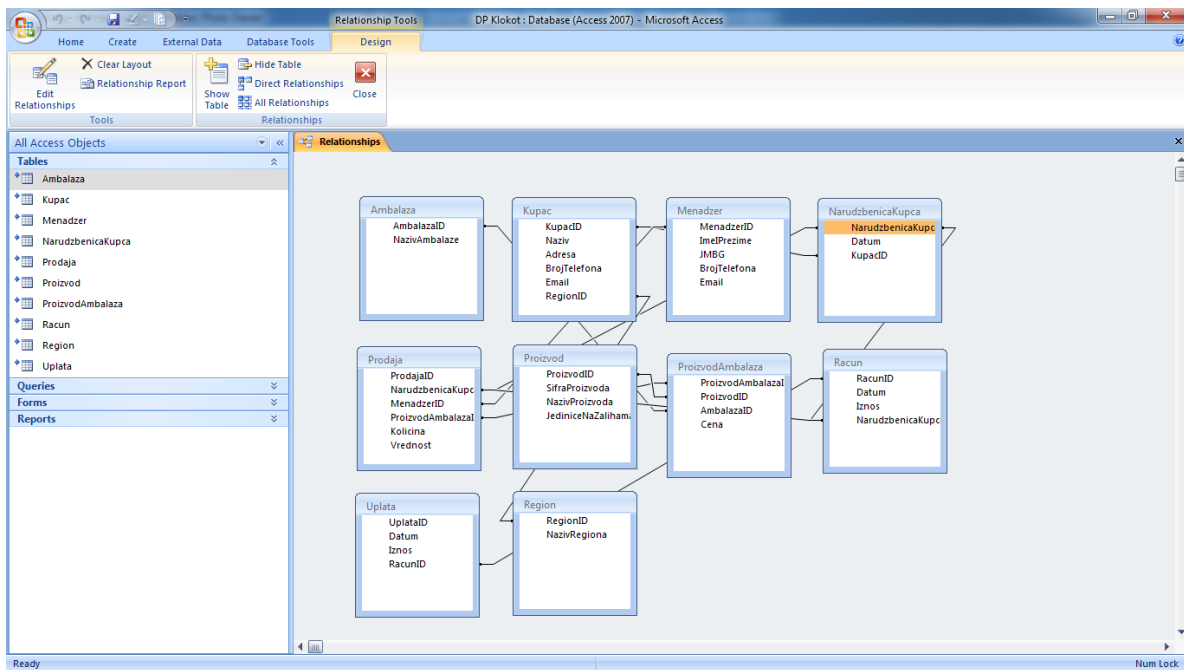 Relationship Tools
DP Klokot : Database (Access 2007) - Microsoft Access
Home
Create
External Data
Database Tools
Design
Edit Relationships
Clear Layout
Relationship Report
Tools
Show Table
Hide Table
Direct Relationships
All Relationships
Close
Relationships
All Access Objects
Relationships
Tables
Ambalaza
Kupac
Menadzer
NarudzbenicaKupca
Prodaja
Proizvod
ProizvodAmbalaza
Racun
Region
Uplata
Queries
Forms
Reports
Ambalaza
AmbalazaID
NazivAmbalaze
Kupac
KupacID
Naziv
Adresa
BrojTelefona
Email
RegionID
Menadzer
MenadzerID
ImeIPrezime
JMBG
BrojTelefona
Email
NarudzbenicaKupca
NarudzbenicaKupc
Datum
KupacID
Prodaja
ProdajaID
NarudzbenicaKupc
MenadzerID
ProizvodAmbalazaI
Kolicina
Vrednost
Proizvod
ProizvodID
SifraProizvoda
NazivProizvoda
JediniceNaZalihama
ProizvodAmbalaza
ProizvodAmbalazaI
ProizvodID
AmbalazaID
Cena
Racun
RacunID
Datum
Iznos
NarudzbenicaKupc
Uplata
UplataID
Datum
Iznos
RacunID
Region
RegionID
NazivRegiona
Ready
Num Lock